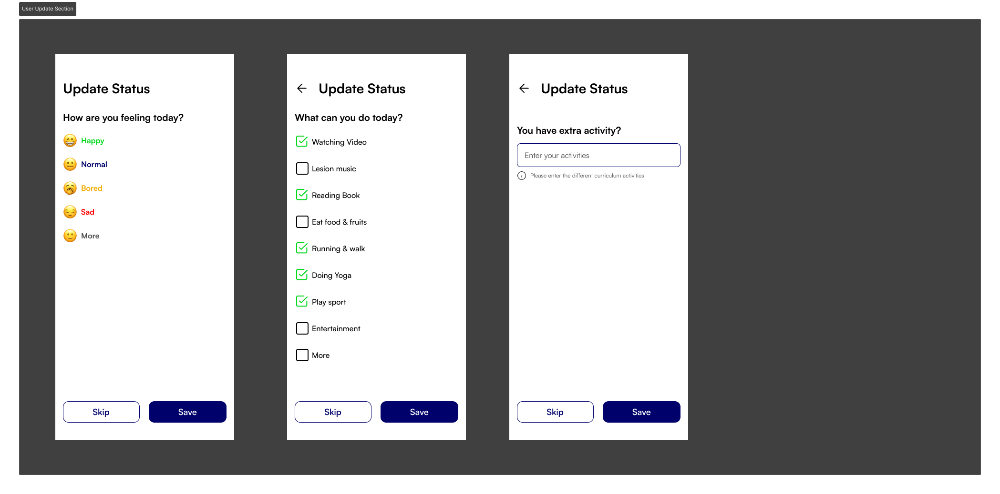 User Update Section
Update Status
How are you feeling today?
Happy
Normal
Bored
Sad
More
Skip
Save
Update Status
What can you do today?
Watching Video
Lesion music
Reading Book
Eat food & fruits
Running & walk
Doing Yoga
Play sport
Entertainment
More
Skip
Save
Update Status
You have extra activity?
Enter your activities
Please enter the different curriculum activities
Skip
Save